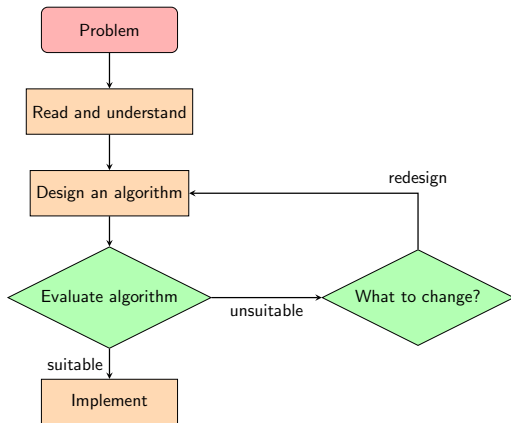 Problem
Read and understand
redesign
Design an algorithm
Evaluate algorithm
What to change?
unsuitable
suitable
Implement